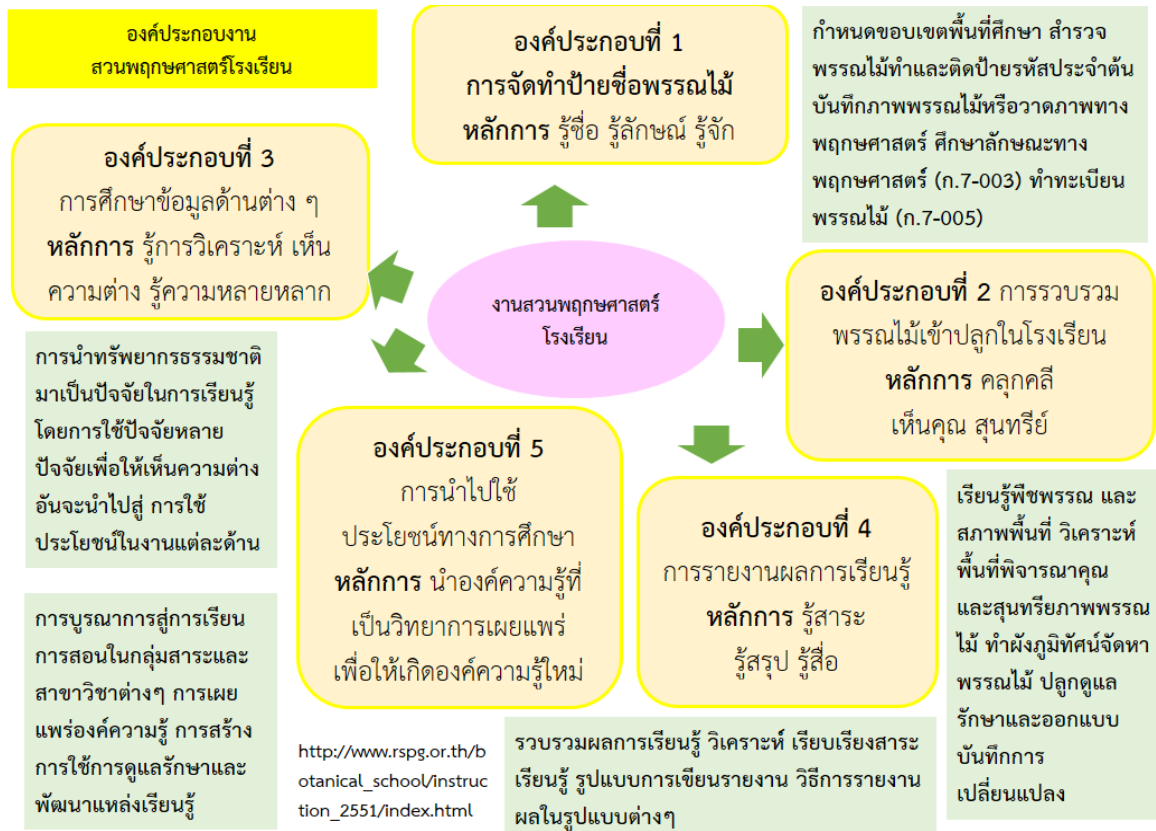 องค์ประกอบงาน
สวนพฤกษศาสตร์โรงเรียน
องค์ประกอบที่ 1
การจัดทำป้ายชื่อพรรณไม้
หลักการ รู้ชื่อ รู้ลักษณ์ รู้จัก
กำหนดขอบเขตพื้นที่ศึกษา สำรวจ
พรรณไม้ทำและติดป้ายรหัสประจำต้น
บันทึกภาพพรรณไม้หรือวาดภาพทาง
พฤกษศาสตร์ ศึกษาลักษณะทาง
พฤกษศาสตร์ (ก.7-003) ทำทะเบียน
พรรณไม้ (ก.7-005)
องค์ประกอบที่ 3
การศึกษาข้อมูลด้านต่าง ๆ
หลักการ รู้การวิเคราะห์ เห็น
ความต่าง รู้ความหลายหลาก
งานสวนพฤกษศาสตร์
โรงเรียน
องค์ประกอบที่ 2 การรวบรวม
พรรณไม้เข้าปลูกในโรงเรียน
หลักการ คลุกคลี
เห็นคุณ สุนทรีย์
การนำทรัพยากรธรรมชาติ
มาเป็นปัจจัยในการเรียนรู้
โดยการใช้ปัจจัยหลาย
ปัจจัยเพื่อให้เห็นความต่าง
อันจะนำไปสู่ การใช้
ประโยชน์ในงานแต่ละด้าน
องค์ประกอบที่ 5
การนำไปใช้
ประโยชน์ทางการศึกษา
หลักการ นำองค์ความรู้ที่
เป็นวิทยาการเผยแพร่
เพื่อให้เกิดองค์ความรู้ใหม่
องค์ประกอบที่ 4
การรายงานผลการเรียนรู้
หลักการ รู้สาระ
รู้สรุป รู้สื่อ
เรียนรู้พืชพรรณ และ
สภาพพื้นที่ วิเคราะห์
พื้นที่พิจารณาคุณ
และสุนทรียภาพพรรณ
ไม้ ทำผังภูมิทัศน์จัดหา
พรรณไม้ ปลูกดูแล
รักษาและออกแบบ
บันทึกการ
เปลี่ยนแปลง
การบูรณาการสู่การเรียน
การสอนในกลุ่มสาระและ
สาขาวิชาต่างๆ การเผย
แพร่องค์ความรู้ การสร้าง
การใช้การดูแลรักษาและ
พัฒนาแหล่งเรียนรู้
http://www.rspg.or.th/b
otanical_school/instruc
tion_2551/index.html
รวบรวมผลการเรียนรู้ วิเคราะห์ เรียบเรียงสาระ
เรียนรู้ รูปแบบการเขียนรายงาน วิธีการรายงาน
ผลในรูปแบบต่างๆ